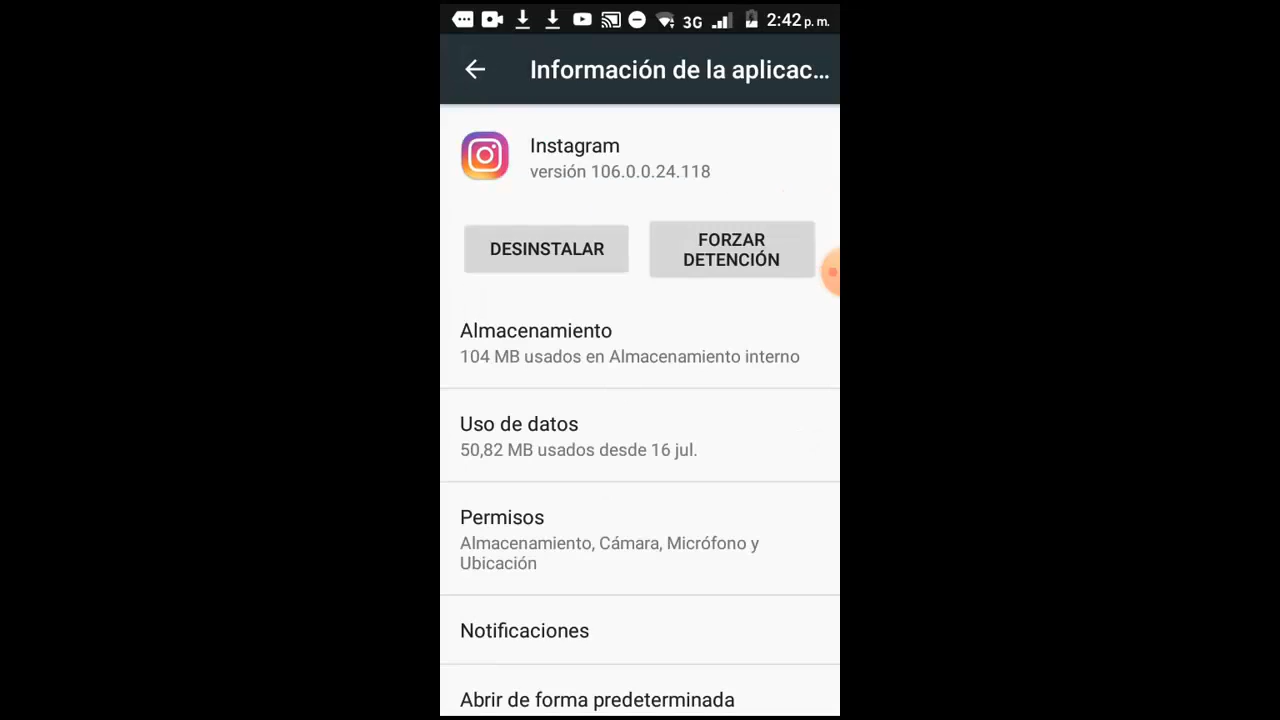 3G 2:42 p. m.
Información de la aplicac...
Instagram
versión 106.0.0.24.118
DESINSTALAR
FORZAR
DETENCIÓN
Almacenamiento
104 MB usados en Almacenamiento interno
Uso de datos
50,82 MB usados desde 16 jul.
Permisos
Almacenamiento, Cámara, Micrófono y
Ubicación
Notificaciones
Abrir de forma predeterminada